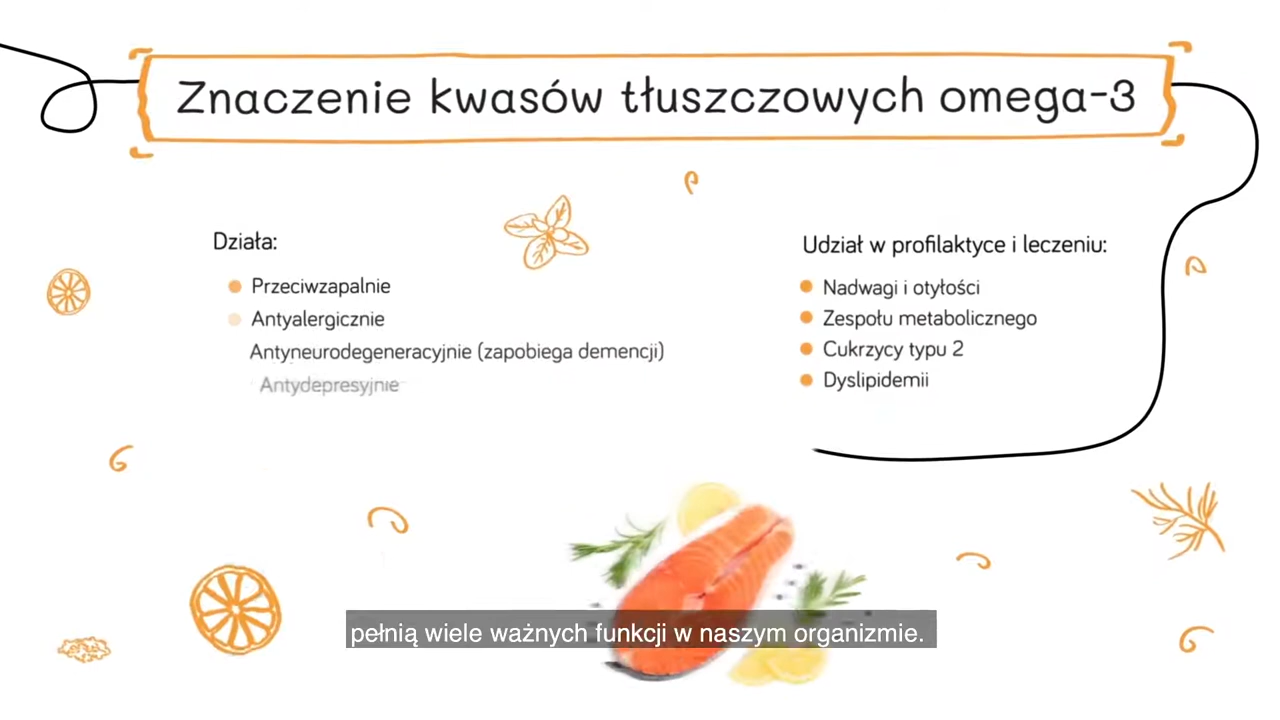 Znaczenie kwasów tłuszczowych omega-3
Działa:
Przeciwzapalnie
Antyalergicznie
Antyneurodegeneracyjnie (zapobiega demencji)
Antydepresyjnie
Udział w profilaktyce i leczeniu:
Nadwagi i otyłości
Zespołu metabolicznego
Cukrzycy typu 2
Dyslipidemii
pełnią wiele ważnych funkcji w naszym organizmie.